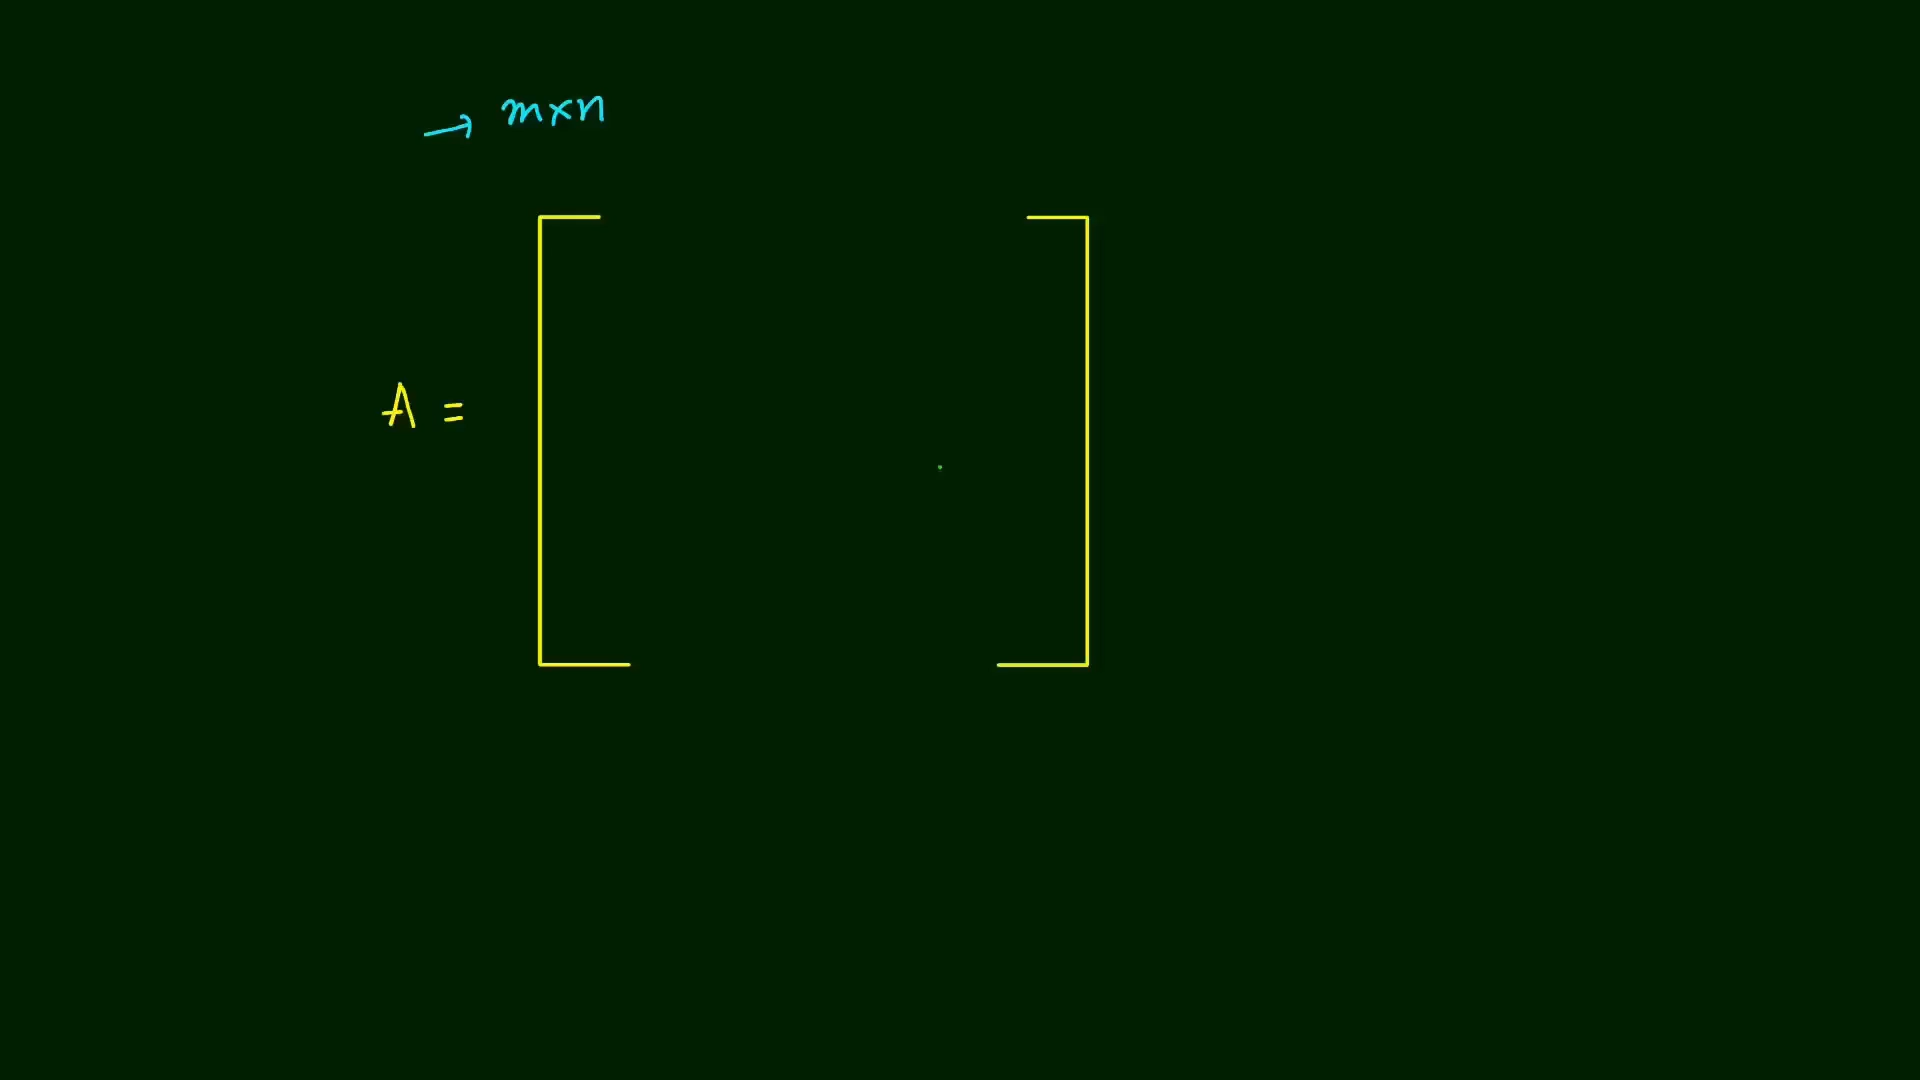 → m×n
A =